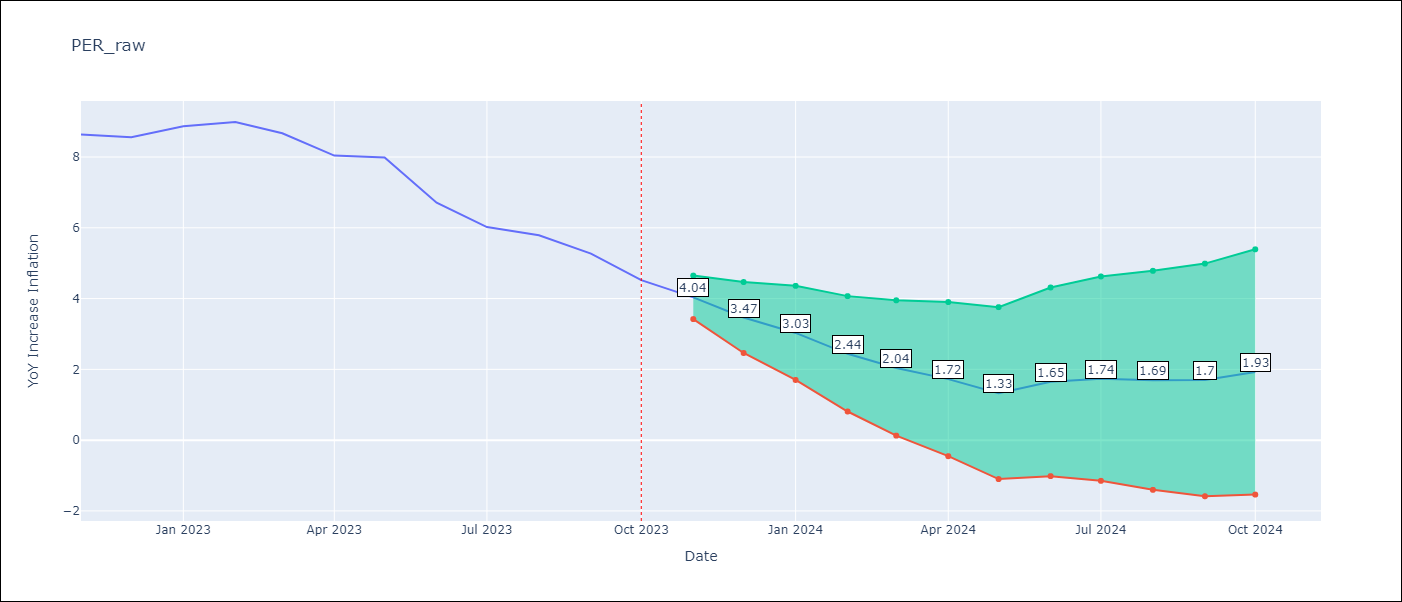 PER_raw
YoY Increase Inflation
8
6
4
2
0
−2
4.04
3.47
3.03
2.44
2.04
1.72
1.33
1.65
1.74
1.69
1.7
1.93
Jan 2023
Apr 2023
Jul 2023
Oct 2023
Jan 2024
Apr 2024
Jul 2024
Oct 2024
Date